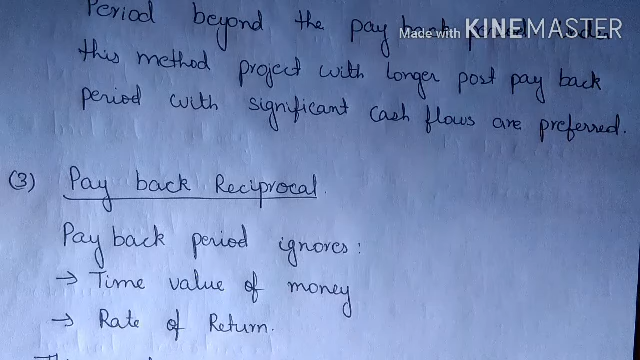 Period beyond the pay back period
Made with KINEMASTER
this method project with longer post pay back
period with significant cash flows are preferred.
(3) Pay back Reciprocal.
Pay back period ignores:
→ Time value of money
→ Rate of Return.